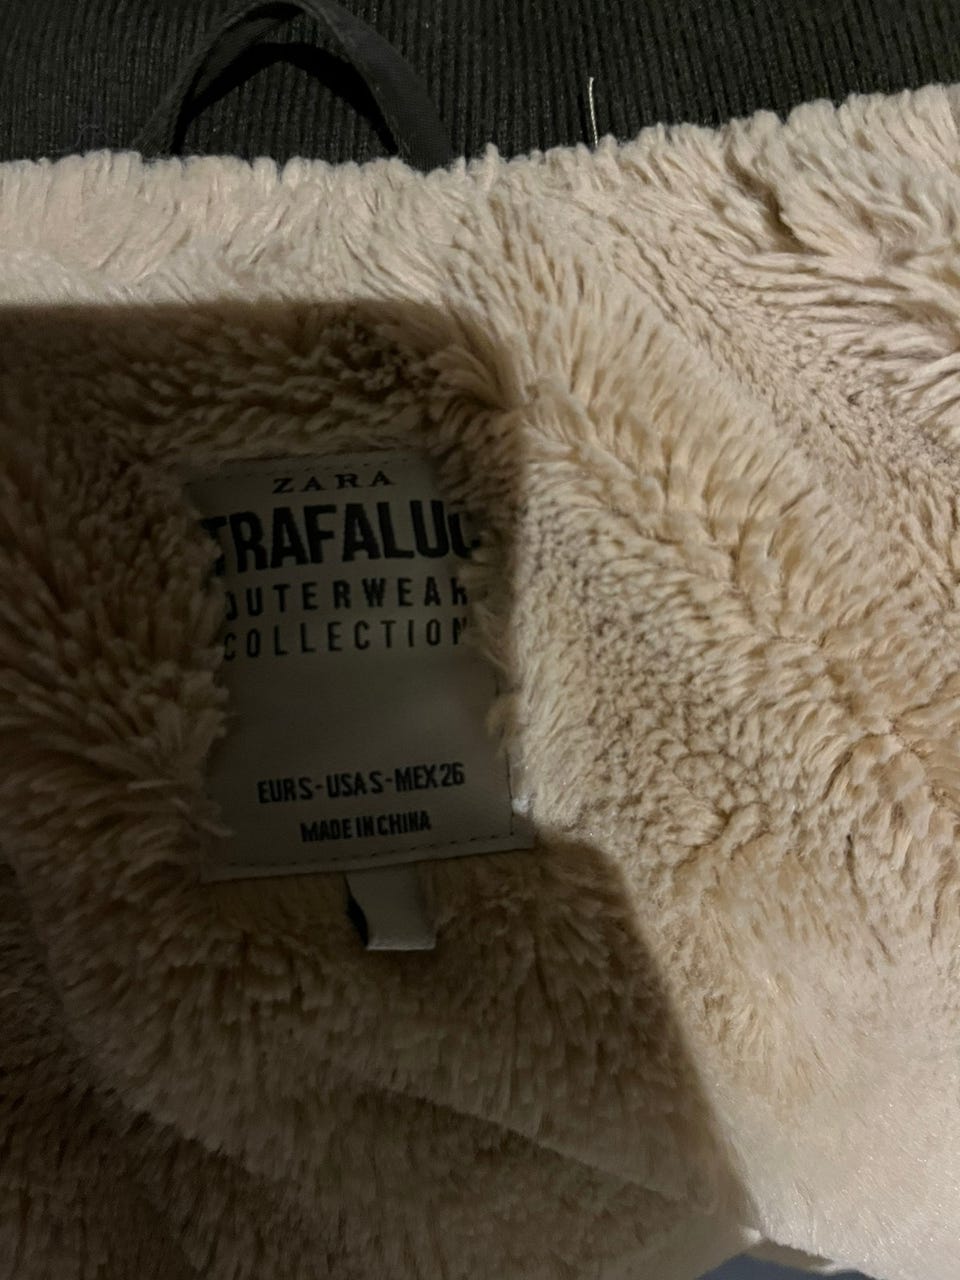 ZARA
TRAFALUC
OUTERWEAR
COLLECTION
EUR S - USA S - MEX 26
MADE IN CHINA